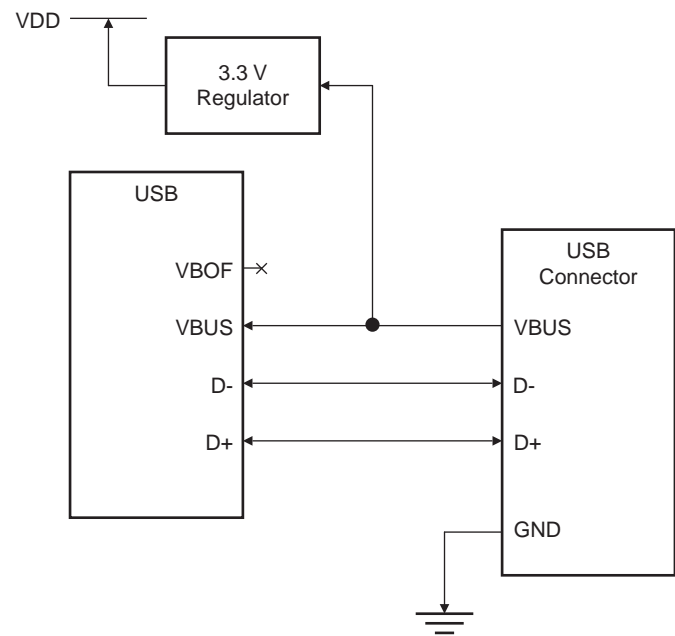 VDD
3.3 V
Regulator
USB
VBOF
VBUS
D-
D+
USB
Connector
VBUS
D-
D+
GND